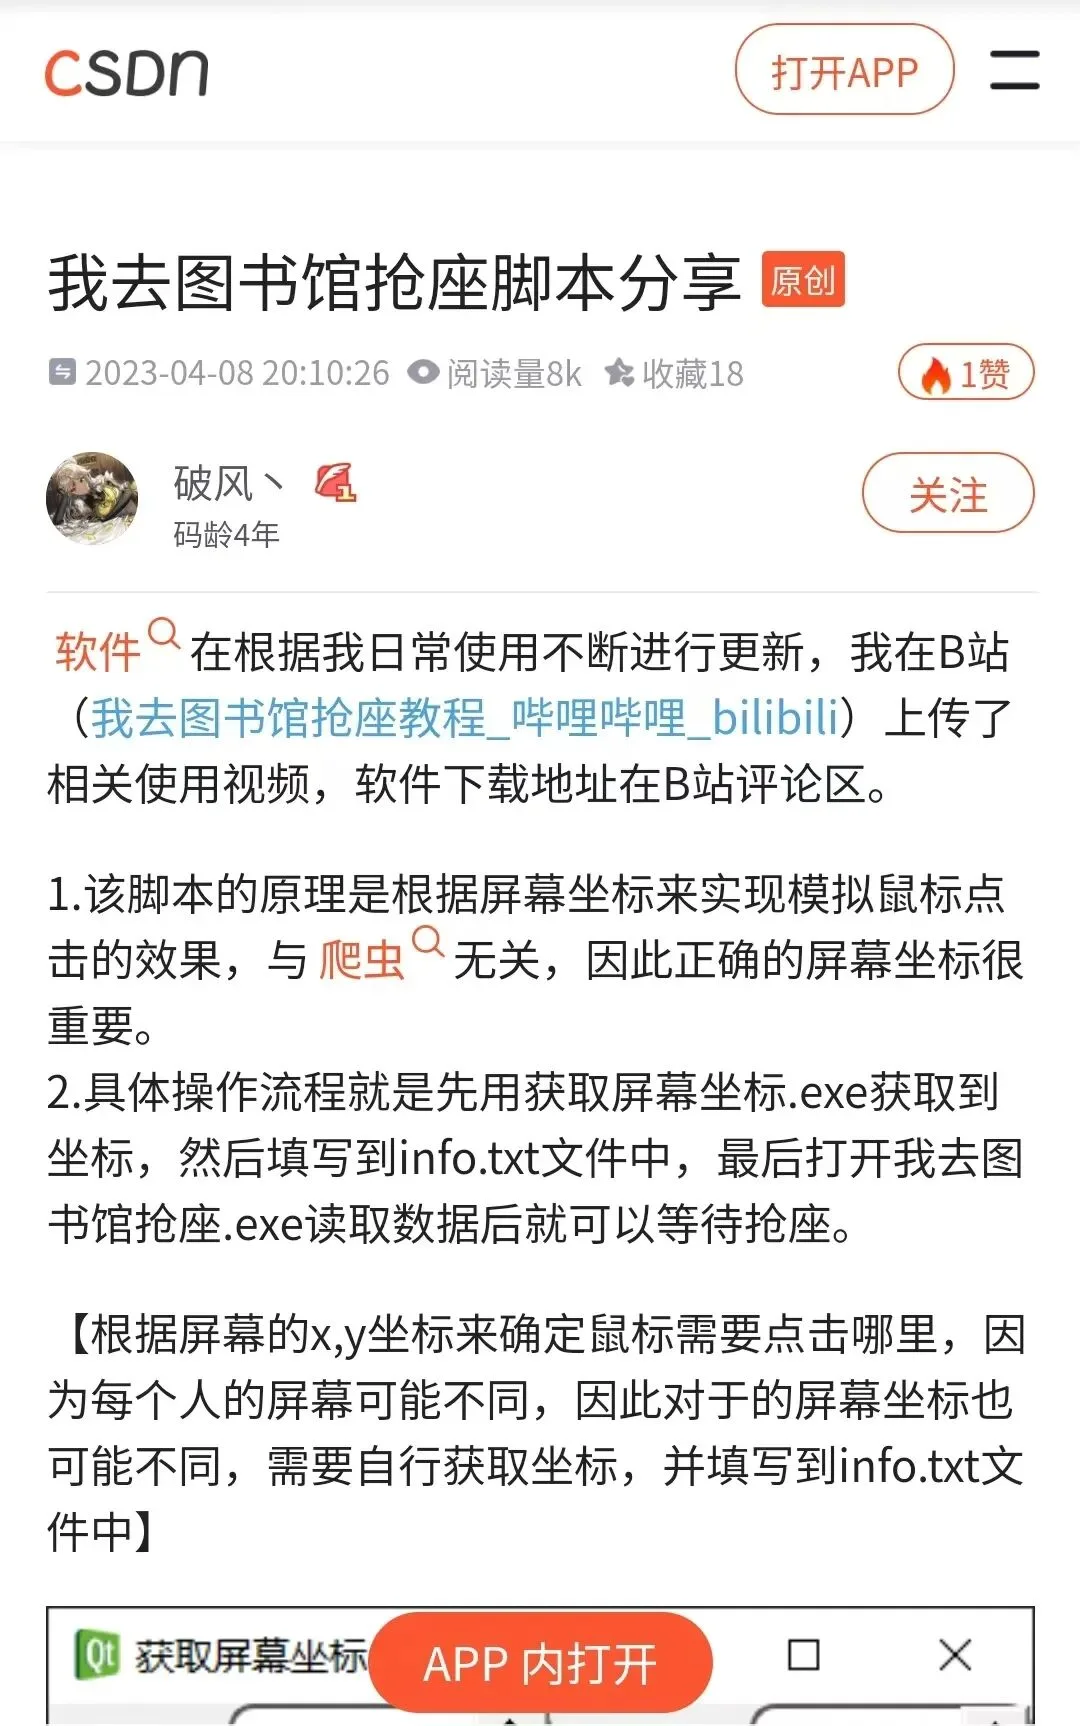 CSDN
打开APP
我去图书馆抢座脚本分享 原创
2023-04-08 20:10:26 阅读量8k 收藏18
1赞
破风丶
1
码龄4年
关注
软件 在根据我日常使用不断进行更新，我在B站
（我去图书馆抢座教程_哔哩哔哩_bilibili）上传了
相关使用视频，软件下载地址在B站评论区。
1.该脚本的原理是根据屏幕坐标来实现模拟鼠标点
击的效果，与 爬虫 无关，因此正确的屏幕坐标很
重要。
2.具体操作流程就是先用获取屏幕坐标.exe获取到
坐标，然后填写到info.txt文件中，最后打开我去图
书馆抢座.exe读取数据后就可以等待抢座。
【根据屏幕的x,y坐标来确定鼠标需要点击哪里，因
为每个人的屏幕可能不同，因此对于的屏幕坐标也
可能不同，需要自行获取坐标，并填写到info.txt文
件中】
Qt 获取屏幕坐标
APP 内打开